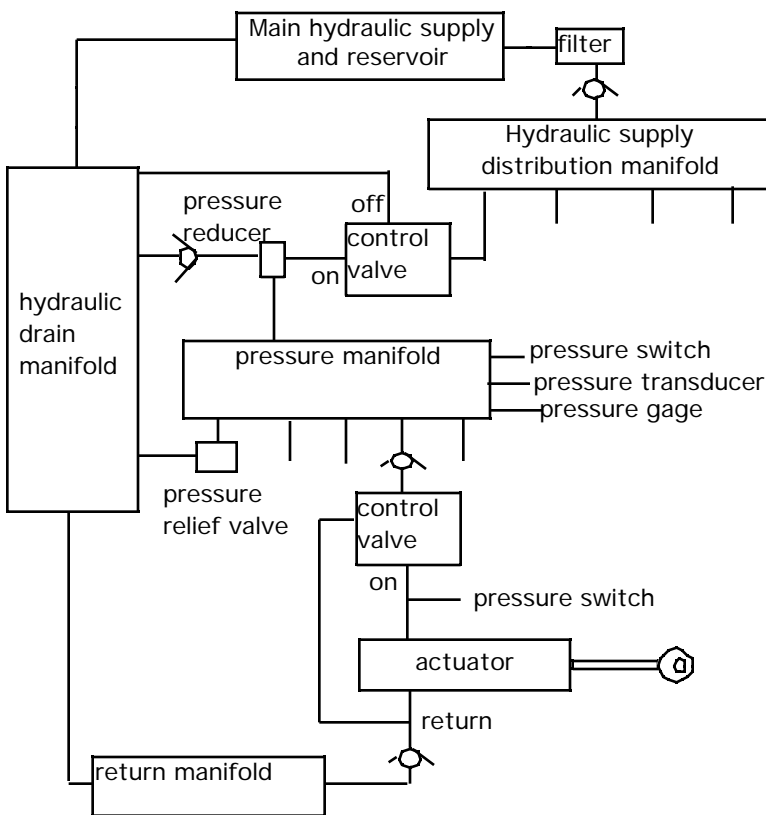 Main hydraulic supply
and reservoir
filter
Hydraulic supply
distribution manifold
off
pressure
reducer
control
valve
on
hydraulic
drain
manifold
pressure manifold
pressure switch
pressure transducer
pressure gage
pressure
relief valve
control
valve
on
pressure switch
actuator
return
return manifold